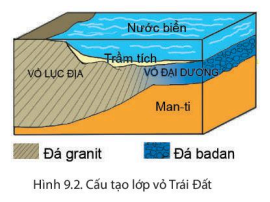 Nước biển
Trầm tích
VỎ LỤC ĐỊA
VỎ ĐẠI DƯƠNG
Man-ti
Đá granit
Đá badan
Hình 9.2. Cấu tạo lớp vỏ Trái Đất